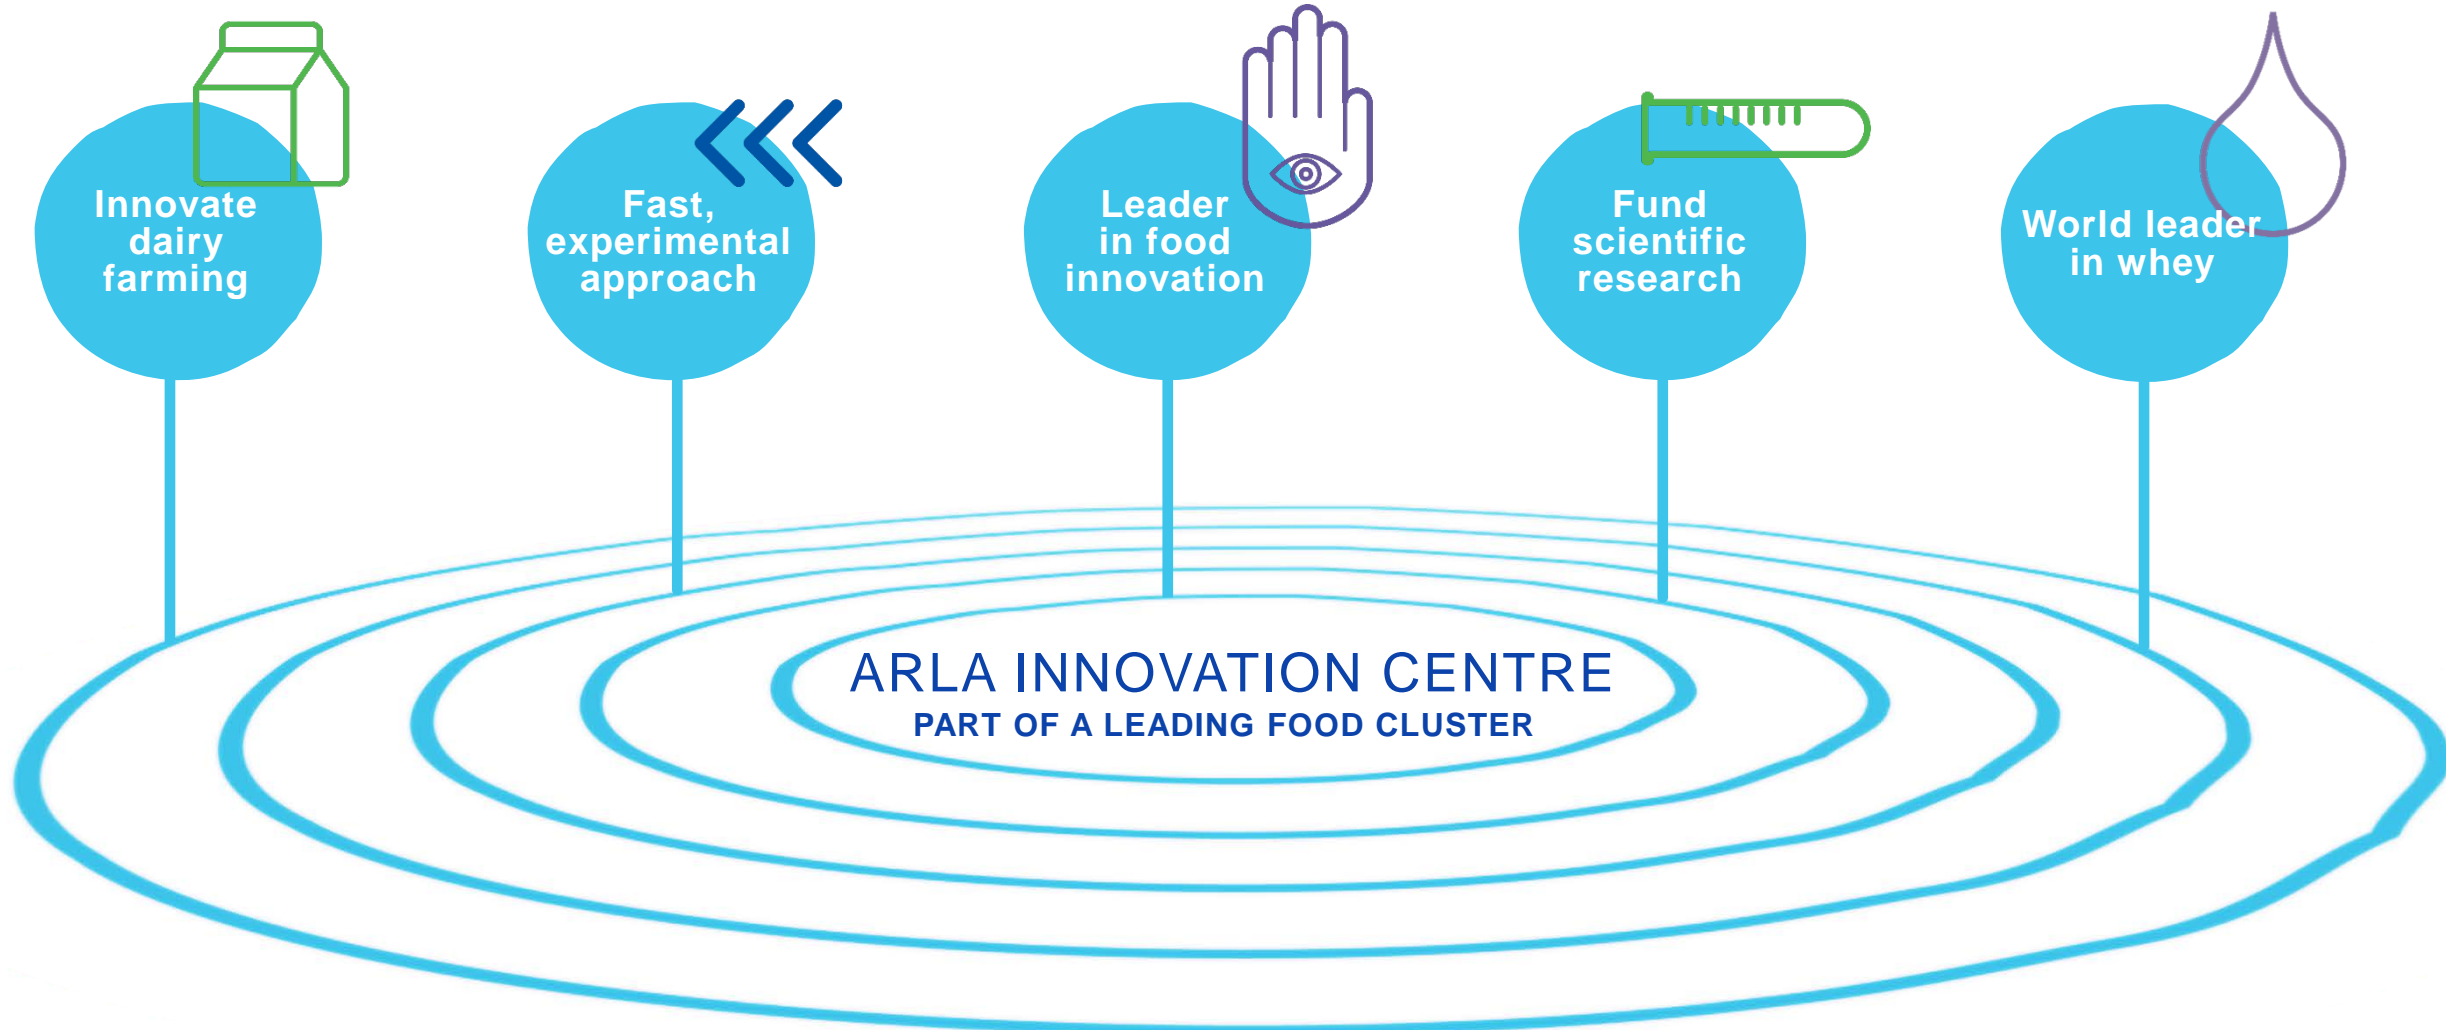 Innovate
dairy
farming
Fast,
experimental
approach
Leader
in food
innovation
Fund
scientific
research
World leader
in whey
ARLA INNOVATION CENTRE
PART OF A LEADING FOOD CLUSTER